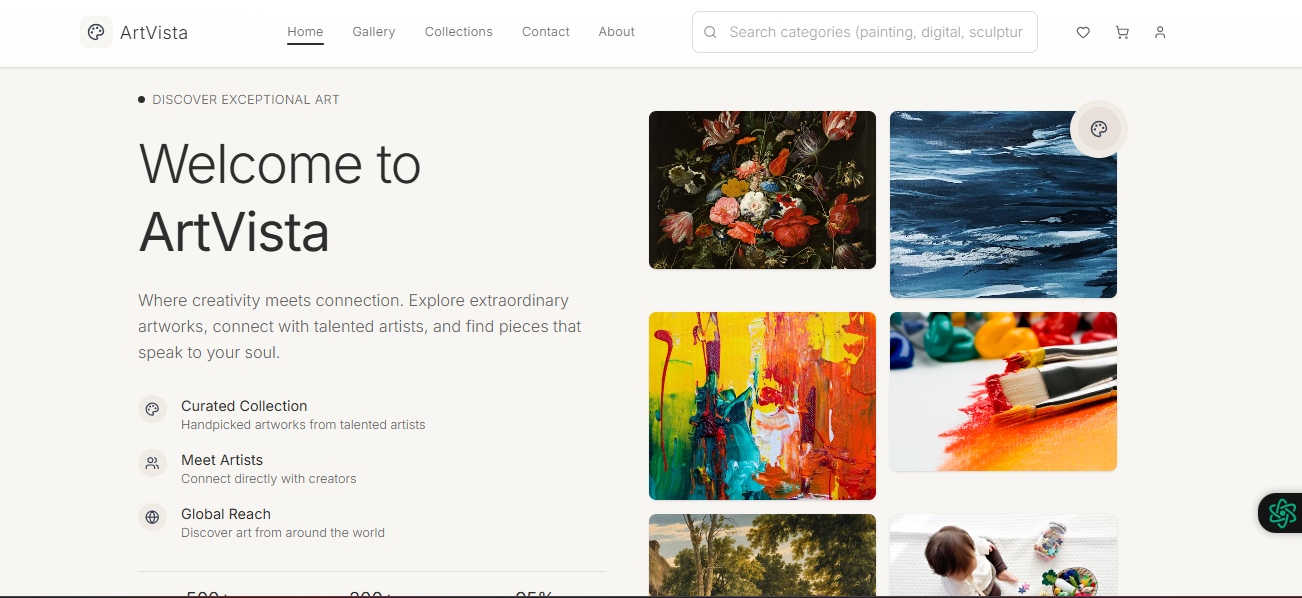 ArtVista
Home
Gallery
Collections
Contact
About
Search categories (painting, digital, sculptur
DISCOVER EXCEPTIONAL ART
Welcome to
ArtVista
Where creativity meets connection. Explore extraordinary
artworks, connect with talented artists, and find pieces that
speak to your soul.
Curated Collection
Handpicked artworks from talented artists
Meet Artists
Connect directly with creators
Global Reach
Discover art from around the world